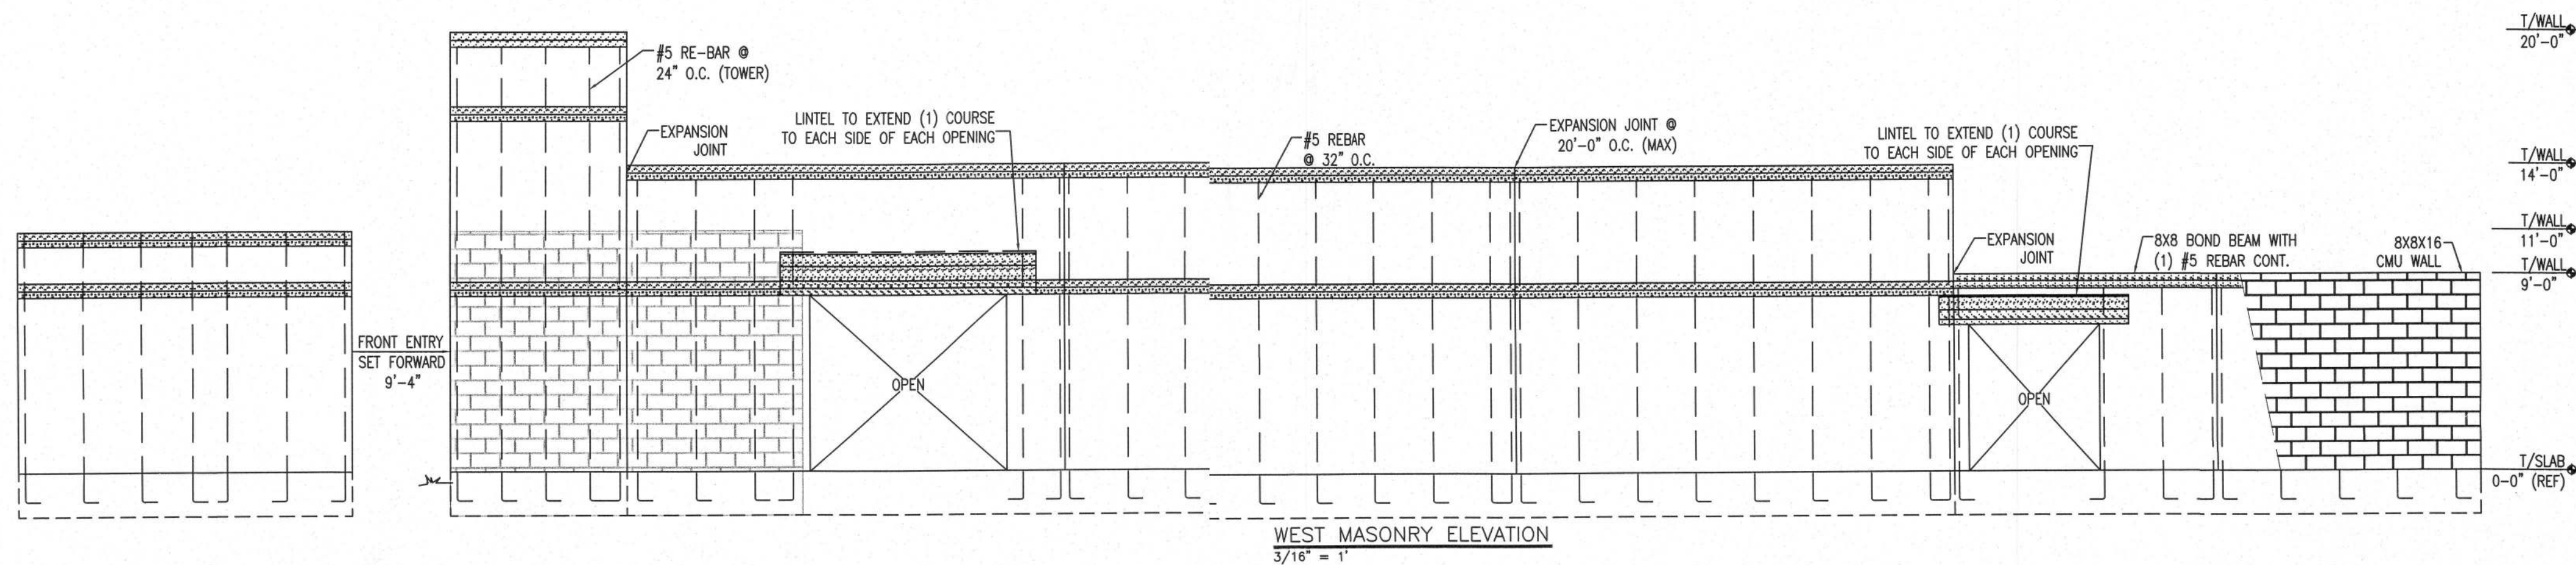 #5 RE-BAR @
24" O.C. (TOWER)
EXPANSION
JOINT
LINTEL TO EXTEND (1) COURSE
TO EACH SIDE OF EACH OPENING
#5 REBAR
@ 32" O.C.
EXPANSION JOINT @
20'-0" O.C. (MAX)
LINTEL TO EXTEND (1) COURSE
TO EACH SIDE OF EACH OPENING
EXPANSION
JOINT
8X8 BOND BEAM WITH
(1) #5 REBAR CONT.
8X8X16
CMU WALL
T/WALL
20'-0"
T/WALL
14'-0"
T/WALL
11'-0"
T/WALL
9'-0"
T/SLAB
0-0" (REF)
FRONT ENTRY
SET FORWARD
9'-4"
OPEN
OPEN
WEST MASONRY ELEVATION
3/16" = 1'